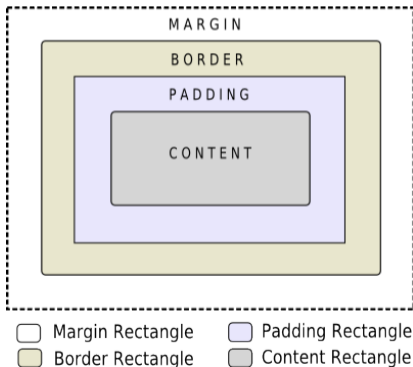 MARGIN
BORDER
PADDING
CONTENT
Margin Rectangle
Padding Rectangle
Border Rectangle
Content Rectangle